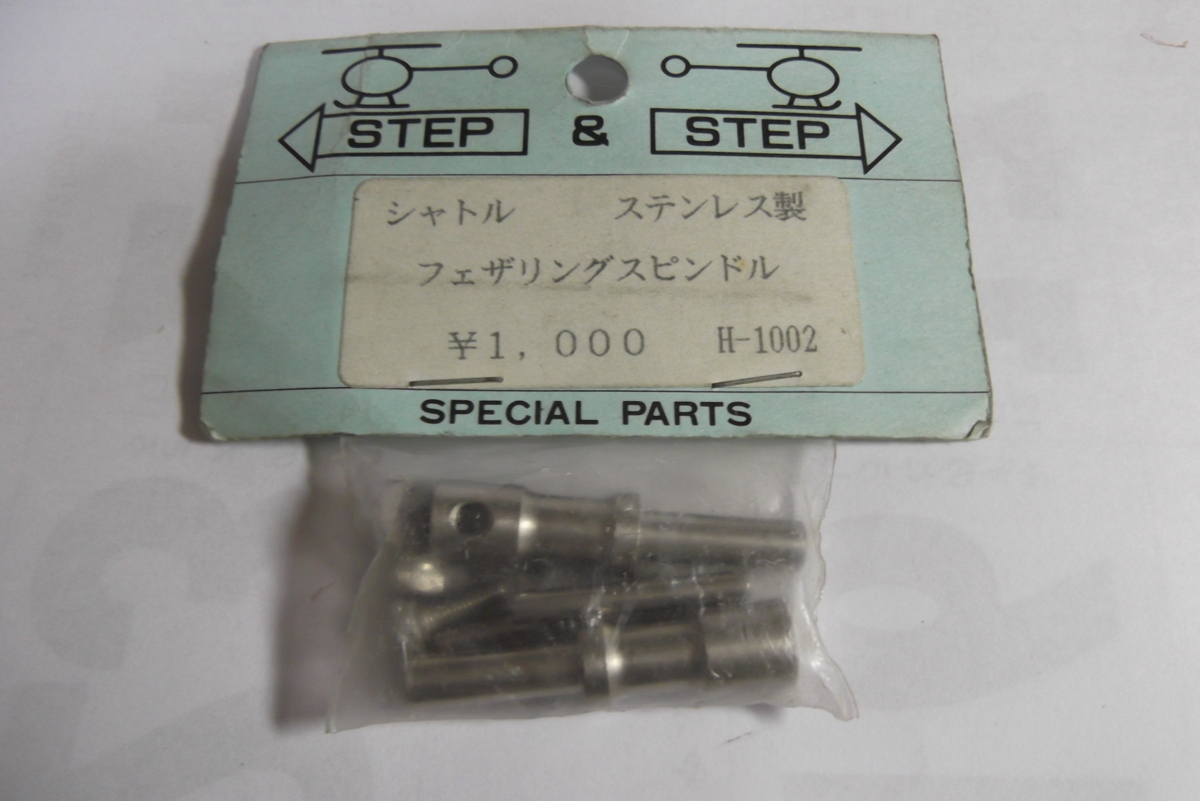 STEP & STEP
シャトル ステンレス製
フェザリングスピンドル
¥1,000 H-1002
SPECIAL PARTS